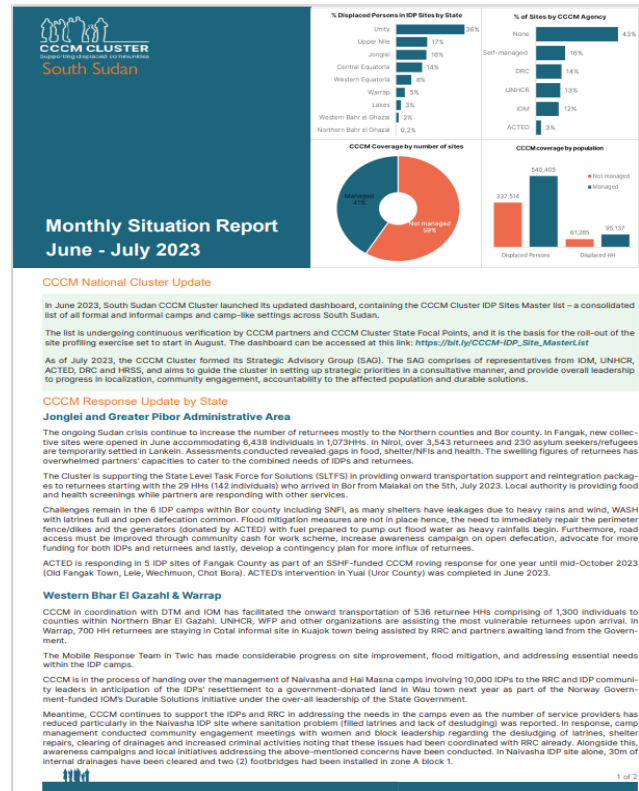 CCCM CLUSTER
Supporting displaced communities
South Sudan
Monthly Situation Report
June - July 2023
% Displaced Persons in IDP Sites by State
Unity 36%
Upper Nile 17%
Jonglei 16%
Central Equatoria 14%
Western Equatoria 8%
Warrap 5%
Lakes 3%
Western Bahr el Ghazal 2%
Northern Bahr el Ghazal 0.2%
% of Sites by CCCM Agency
None 43%
Self-managed 16%
DRC 14%
UNHCR 13%
IOM 12%
ACTED 3%
CCCM Coverage by number of sites
Managed
41%
Not managed
59%
CCCM coverage by population
540,405
337,514
Not managed
Managed
61,285
95,137
Displaced Persons
Displaced HH
CCCM National Cluster Update
In June 2023, South Sudan CCCM Cluster launched its updated dashboard, containing the CCCM Cluster IDP Sites Master list – a consolidated
list of all formal and informal camps and camp-like settings across South Sudan.
The list is undergoing continuous verification by CCCM partners and CCCM Cluster State Focal Points, and it is the basis for the roll-out of the
site profiling exercise set to start in August. The dashboard can be accessed at this link: https://bit.ly/CCCM-IDP_Site_MasterList
As of July 2023, the CCCM Cluster formed its Strategic Advisory Group (SAG). The SAG comprises of representatives from IOM, UNHCR,
ACTED, DRC and HRSS, and aims to guide the cluster in setting up strategic priorities in a consultative manner, and provide overall leadership
to progress in localization, community engagement, accountability to the affected population and durable solutions.
CCCM Response Update by State
Jonglei and Greater Pibor Administrative Area
The ongoing Sudan crisis continue to increase the number of returnees mostly to the Northern counties and Bor county. In Fangak, new collec-
tive sites were opened in June accommodating 6,438 individuals in 1,073HHs. In Nirol, over 3,543 returnees and 230 asylum seekers/refugees
are temporarily settled in Lankein. Assessments conducted revealed gaps in food, shelter/NFIs and health. The swelling figures of returnees has
overwhelmed partners' capacities to cater to the combined needs of IDPs and returnees.
The Cluster is supporting the State Level Task Force for Solutions (SLTFS) in providing onward transportation support and reintegration packag-
es to returnees starting with the 29 HHs (142 individuals) who arrived in Bor from Malakal on the 5th, July 2023. Local authority is providing food
and health screenings while partners are responding with other services.
Challenges remain in the 6 IDP camps within Bor county including SNFI, as many shelters have leakages due to heavy rains and wind, WASH
with latrines full and open defecation common. Flood mitigation measures are not in place hence, the need to immediately repair the perimeter
fence/dikes and the generators (donated by ACTED) with fuel prepared to pump out flood water as heavy rainfalls begin. Furthermore, road
access must be improved through community cash for work scheme, increase awareness campaign on open defecation, advocate for more
funding for both IDPs and returnees and lastly, develop a contingency plan for more influx of returnees.
ACTED is responding in 5 IDP sites of Fangak County as part of an SSHF-funded CCCM roving response for one year until mid-October 2023
(Old Fangak Town, Lele, Wechmuon, Chot Bora). ACTED's intervention in Yuai (Uror County) was completed in June 2023.
Western Bhar El Gazahl & Warrap
CCCM in coordination with DTM and IOM has facilitated the onward transportation of 536 returnee HHs comprising of 1,300 individuals to
counties within Northern Bhar El Gazahl. UNHCR, WFP and other organizations are assisting the most vulnerable returnees upon arrival. In
Warrap, 700 HH returnees are staying in Cotal informal site in Kuajok town being assisted by RRC and partners awaiting land from the Govern-
ment.
The Mobile Response Team in Twic has made considerable progress on site improvement, flood mitigation, and addressing essential needs
within the IDP camps.
CCCM is in the process of handing over the management of Naivasha and Hai Masna camps involving 10,000 IDPs to the RRC and IDP communi-
ty leaders in anticipation of the IDPs' resettlement to a government-donated land in Wau town next year as part of the Norway Govern-
ment-funded IOM's Durable Solutions initiative under the over-all leadership of the State Government.
Meantime, CCCM continues to support the IDPs and RRC in addressing the needs in the camps even as the number of service providers has
reduced particularly in the Naivasha IDP site where sanitation problem (filled latrines and lack of desludging) was reported. In response, camp
management conducted community engagement meetings with women and block leadership regarding the desludging of latrines, shelter
repairs, clearing of drainages and increased criminal activities noting that these issues had been coordinated with RRC already. Alongside this,
awareness campaigns and local initiatives addressing the above-mentioned concerns have been conducted. In Naivasha IDP site alone, 30m of
internal drainages have been cleared and two (2) footbridges had been installed in zone A block 1.
1 of 2